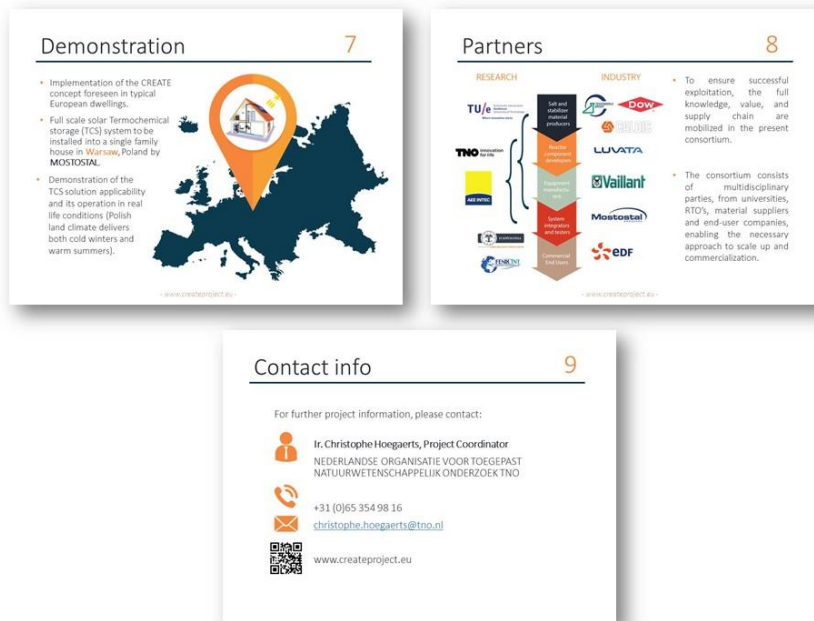 Demonstration
7
• Implementation of the CREATE
concept foreseen in typical
European dwellings.
• Full scale solar Termochemical
storage (TCS) system to be
installed into a single family
house in Warsaw, Poland by
MOSTOSTAL.
• Demonstration of the
TCS solution applicability
and its operation in real
life conditions (Polish
land climate delivers
both cold winters and
warm summers).
- www.createproject.eu -
Partners
8
RESEARCH
INDUSTRY
TU/e
TNO innovation
for life
AEE INTEC
Salt and
stabilizer
material
producers
Reactor
component
developers
Equipment
System
integrators
and testers
Commercial
End Users
Dow
CALDIC
LUVATA
Vaillant
Mostostal
eDF
• To ensure successful
exploitation, the full
knowledge, value, and
supply chain are
mobilized in the present
consortium.
• The consortium consists
of multidisciplinary
parties, from universities,
RTO's, material suppliers
and end-user companies,
enabling the necessary
approach to scale up and
commercialization.
- www.createproject.eu -
Contact info
9
For further project information, please contact:
Ir. Christophe Hoegaerts, Project Coordinator
NEDERLANDSE ORGANISATIE VOOR TOEGEPAST
NATUURWETENSCHAPPELIJK ONDERZOEK TNO
+31 (0)65 354 98 16
christophe.hoegaerts@tno.nl
www.createproject.eu